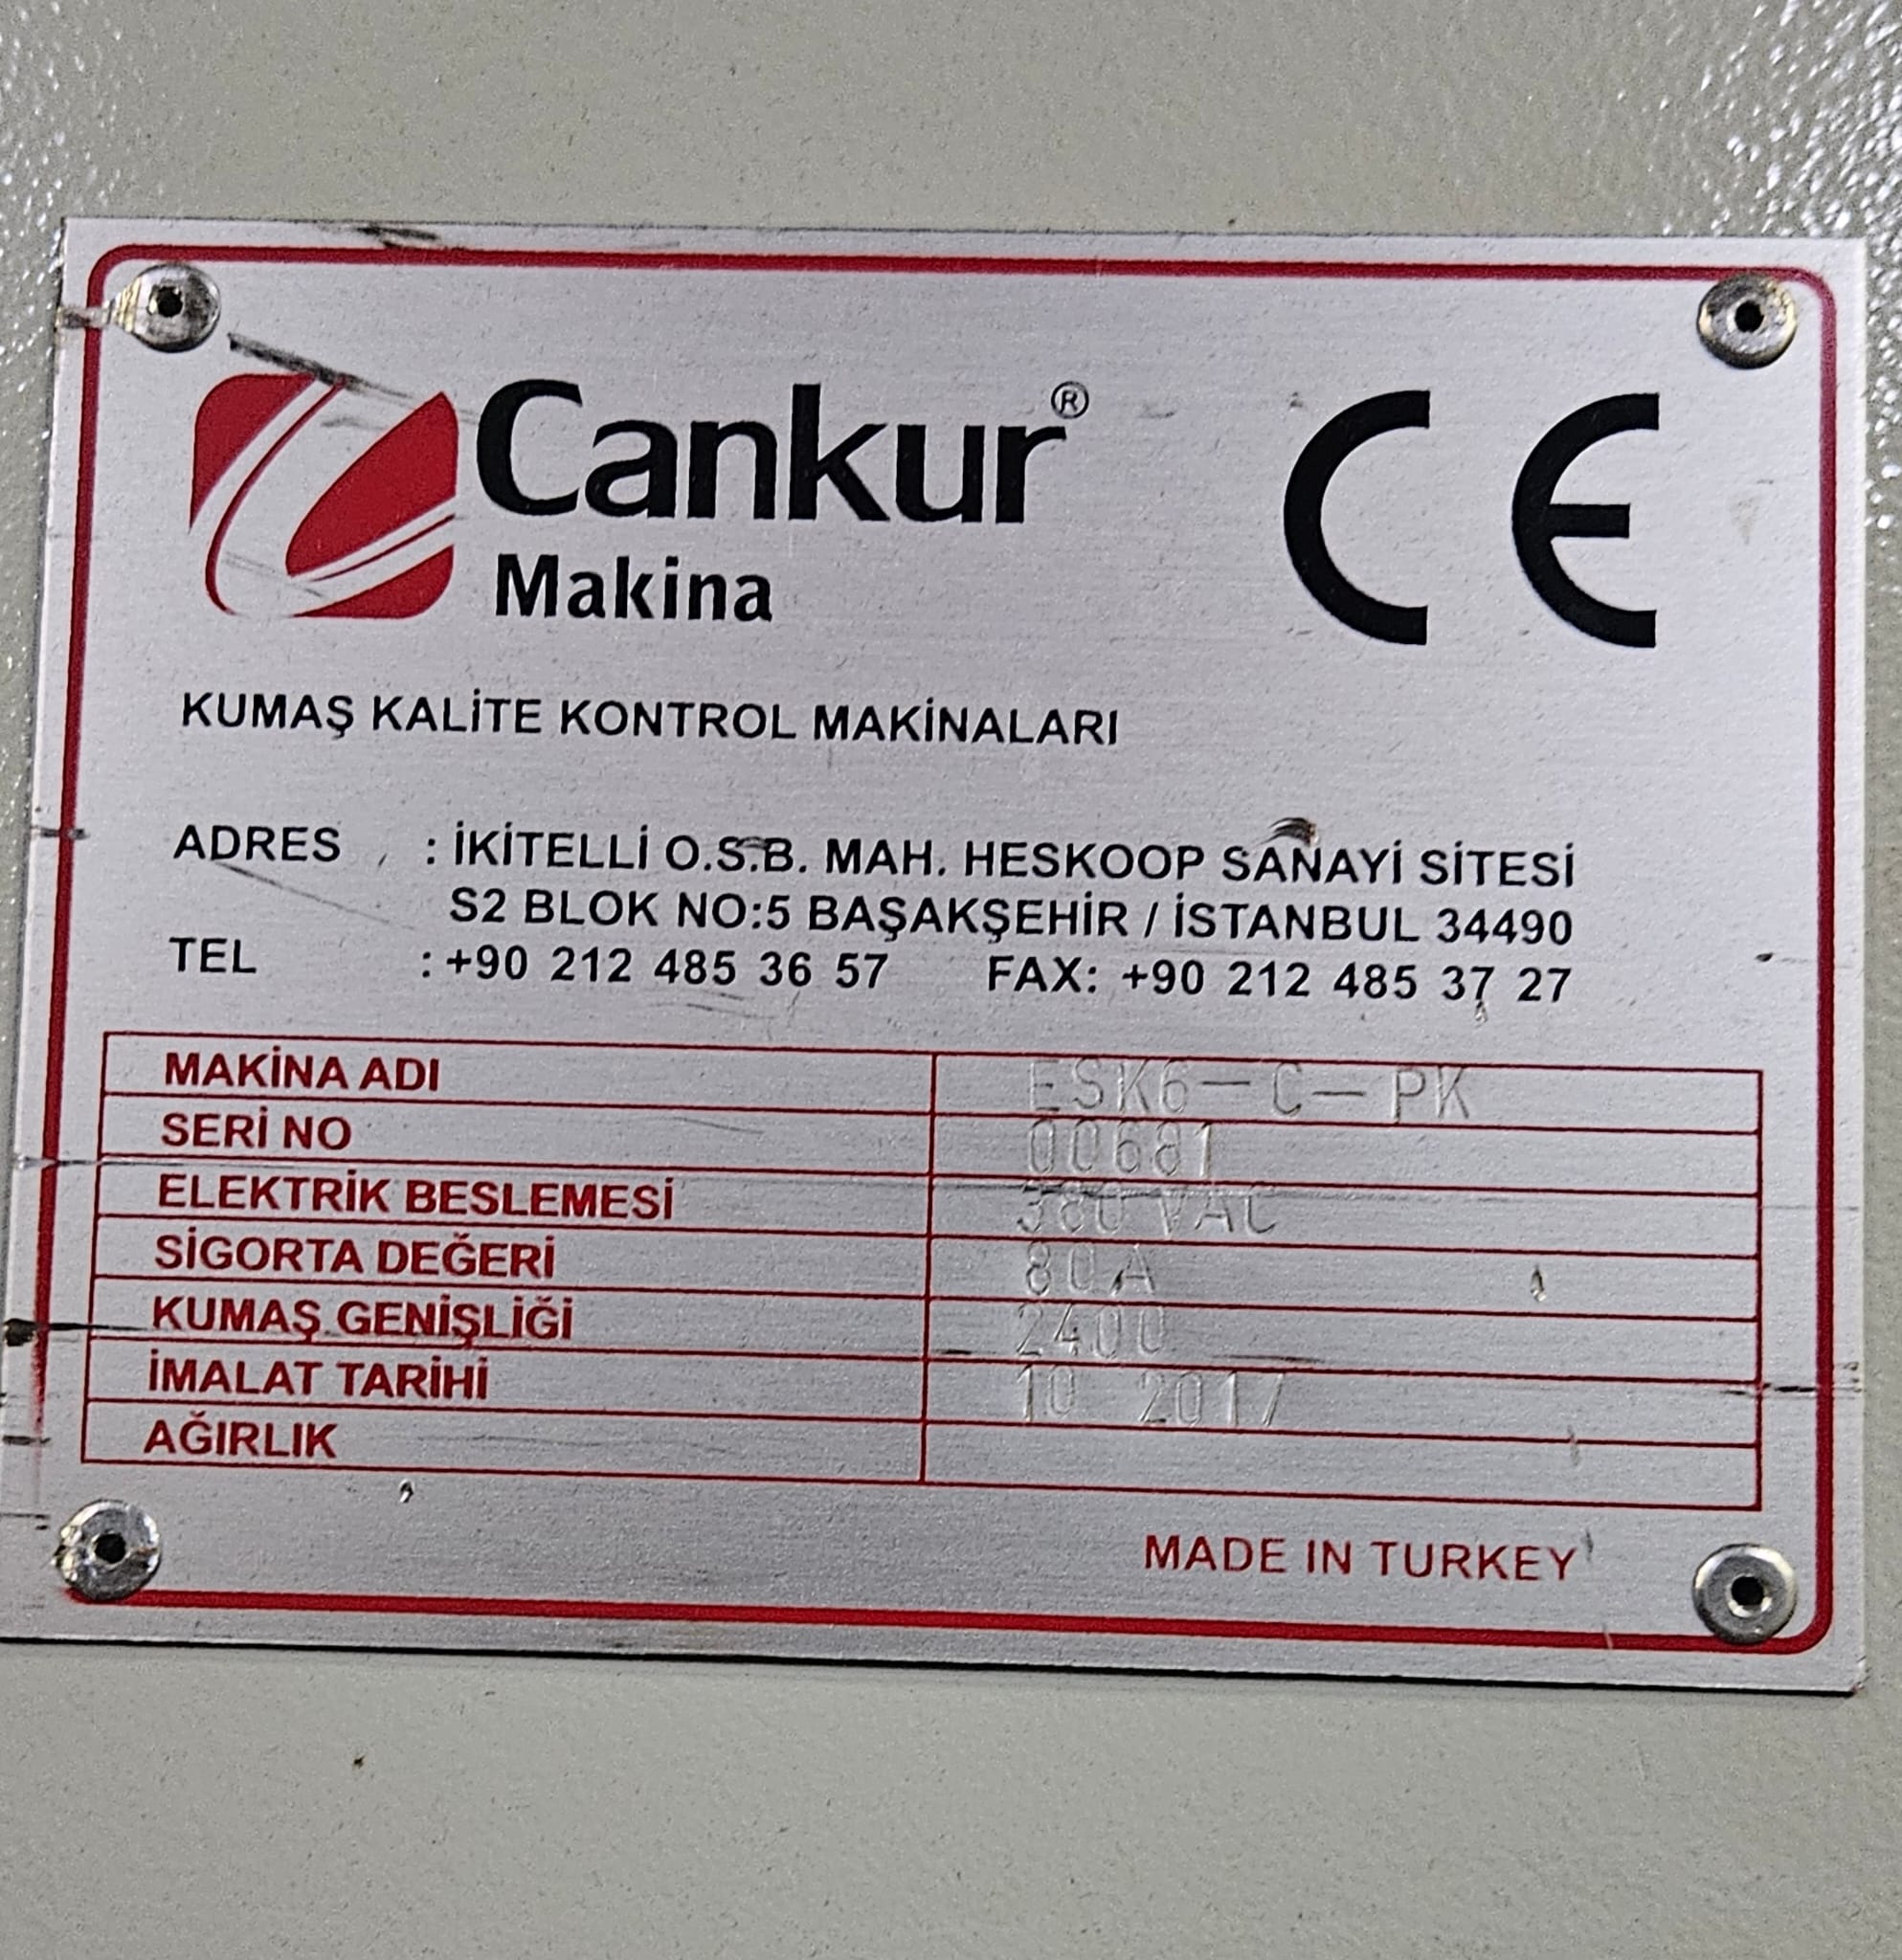 Cankur®
Makina
CE
KUMAŞ KALİTE KONTROL MAKİNALARI
ADRES : İKİTELLİ O.S.B. MAH. HESKOOP SANAYİ SİTESİ
S2 BLOK NO:5 BAŞAKŞEHİR / İSTANBUL 34490
TEL : +90 212 485 36 57 FAX: +90 212 485 37 27
MAKİNA ADI ESK6-C-PK
SERİ NO 00681
ELEKTRİK BESLEMESİ 380 VAC
SİGORTA DEĞERİ 80 A
KUMAŞ GENİŞLİĞİ 2400
İMALAT TARİHİ 10 2017
AĞIRLIK
MADE IN TURKEY